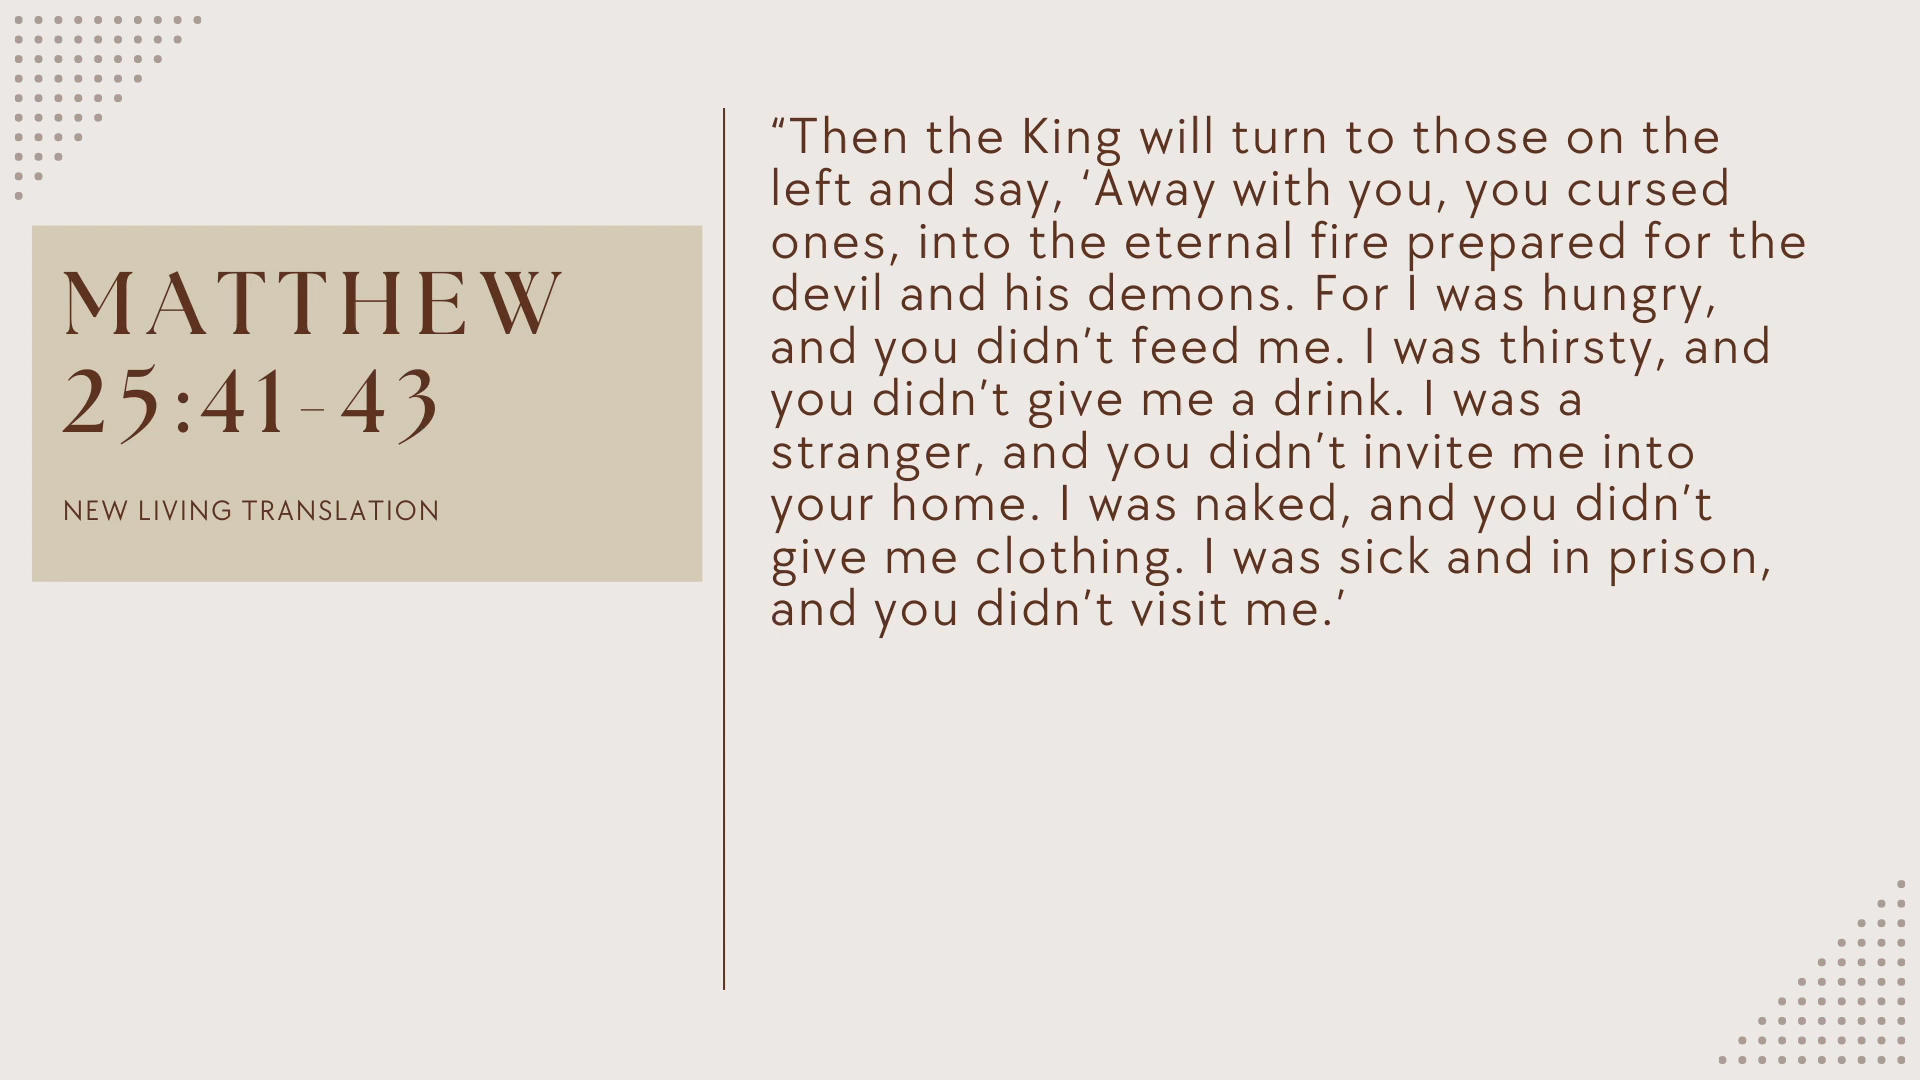 MATTHEW
25:41-43
NEW LIVING TRANSLATION
“Then the King will turn to those on the
left and say, ‘Away with you, you cursed
ones, into the eternal fire prepared for the
devil and his demons. For I was hungry,
and you didn’t feed me. I was thirsty, and
you didn’t give me a drink. I was a
stranger, and you didn’t invite me into
your home. I was naked, and you didn’t
give me clothing. I was sick and in prison,
and you didn’t visit me.’